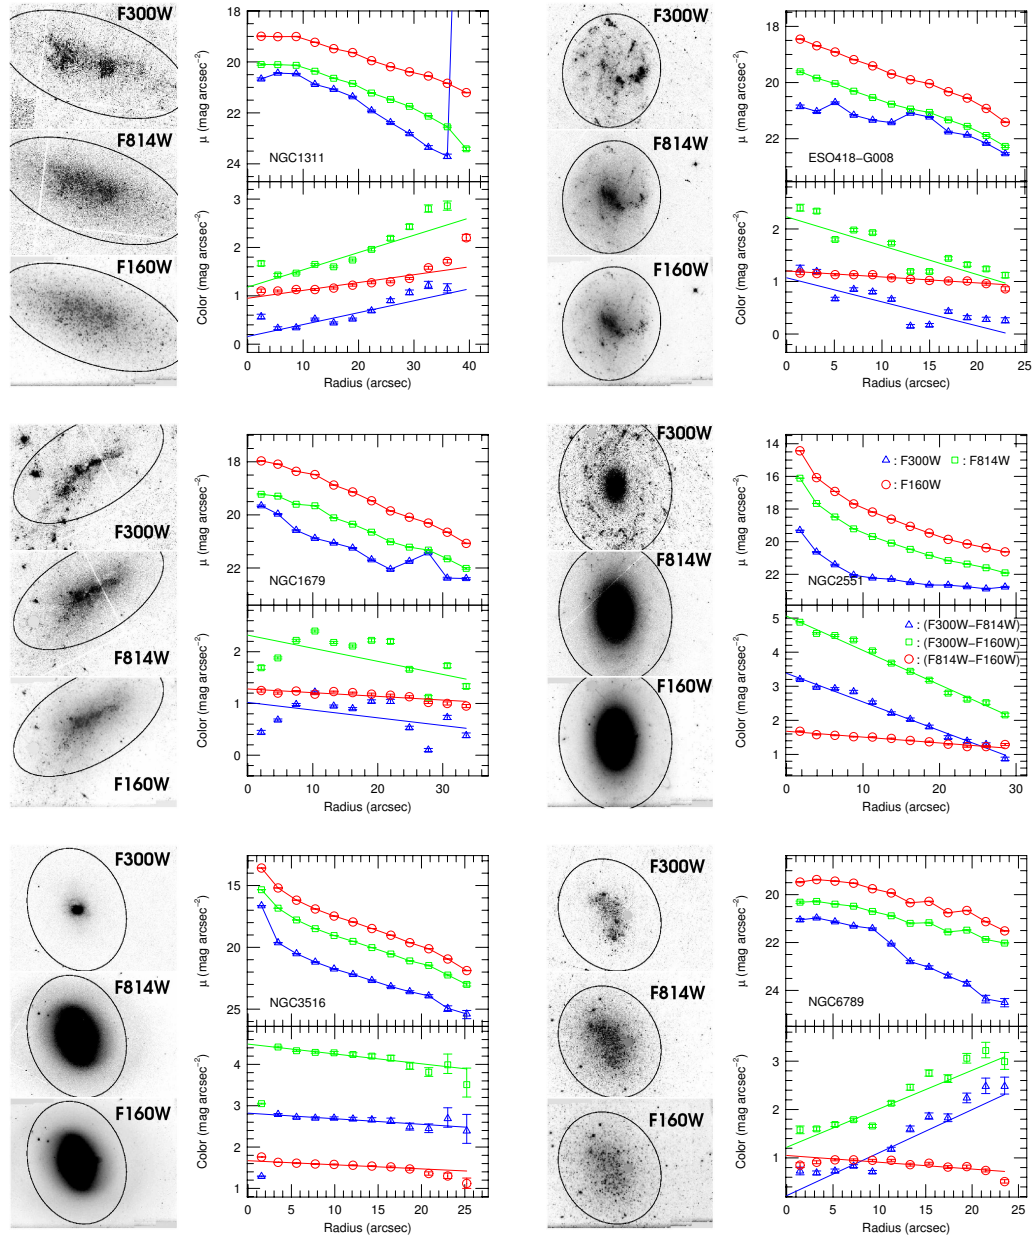 F300W
F814W
F160W
18
20
22
24
μ (mag arcsec−2)
NGC1311
3
2
1
0
Color (mag arcsec−2)
0
10
20
30
40
Radius (arcsec)
F300W
F814W
F160W
18
20
22
μ (mag arcsec−2)
ESO418−G008
3
2
1
0
Color (mag arcsec−2)
0
5
10
15
20
25
Radius (arcsec)
F300W
F814W
F160W
18
20
22
μ (mag arcsec−2)
NGC1679
2
1
0
Color (mag arcsec−2)
0
10
20
30
Radius (arcsec)
F300W
F814W
F160W
14
16
18
20
22
μ (mag arcsec−2)
: F300W
: F814W
: F160W
NGC2551
5
4
3
2
1
Color (mag arcsec−2)
: (F300W−F814W)
: (F300W−F160W)
: (F814W−F160W)
0
10
20
30
Radius (arcsec)
F300W
F814W
F160W
15
20
25
μ (mag arcsec−2)
NGC3516
4
3
2
1
Color (mag arcsec−2)
0
5
10
15
20
25
Radius (arcsec)
F300W
F814W
F160W
20
22
24
μ (mag arcsec−2)
NGC6789
3
2
1
Color (mag arcsec−2)
0
5
10
15
20
25
Radius (arcsec)